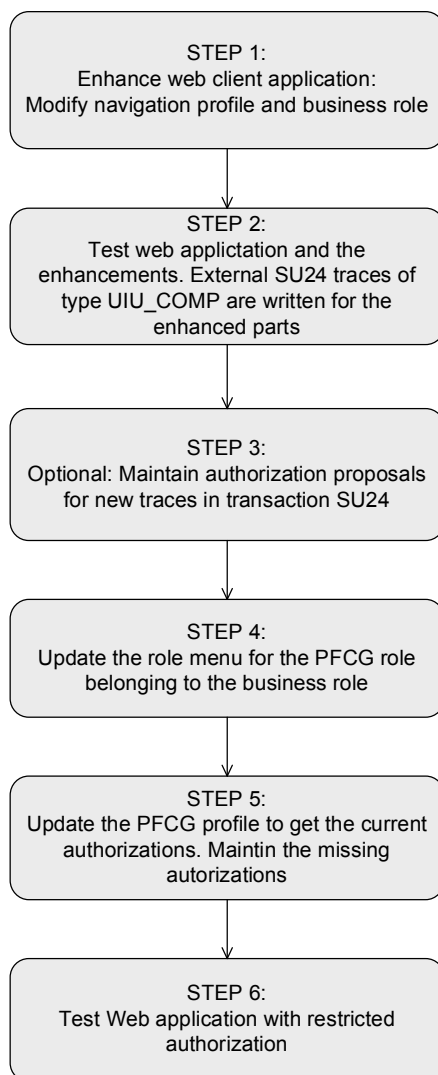 STEP 1:
Enhance web client application:
Modify navigation profile and business role
STEP 2:
Test web applictation and the
enhancements. External SU24 traces of
type UIU_COMP are written for the
enhanced parts
STEP 3:
Optional: Maintain authorization proposals
for new traces in transaction SU24
STEP 4:
Update the role menu for the PFCG role
belonging to the business role
STEP 5:
Update the PFCG profile to get the current
authorizations. Maintin the missing
autorizations
STEP 6:
Test Web application with restricted
authorization